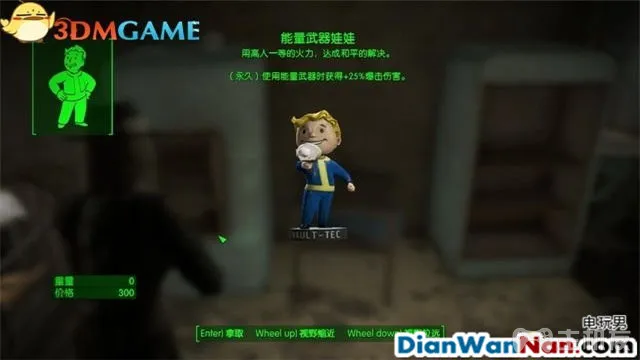 3DMGAME
能量武器娃娃
用高人一等的火力，达成和平的解决。
（永久）使用能量武器时获得+25%爆击伤害。
VAULT-TEC
重量 0
价格 300
Enter) 拿取 Wheel up) 视野缩近 Wheel down)
电玩男
DianWanNan.com